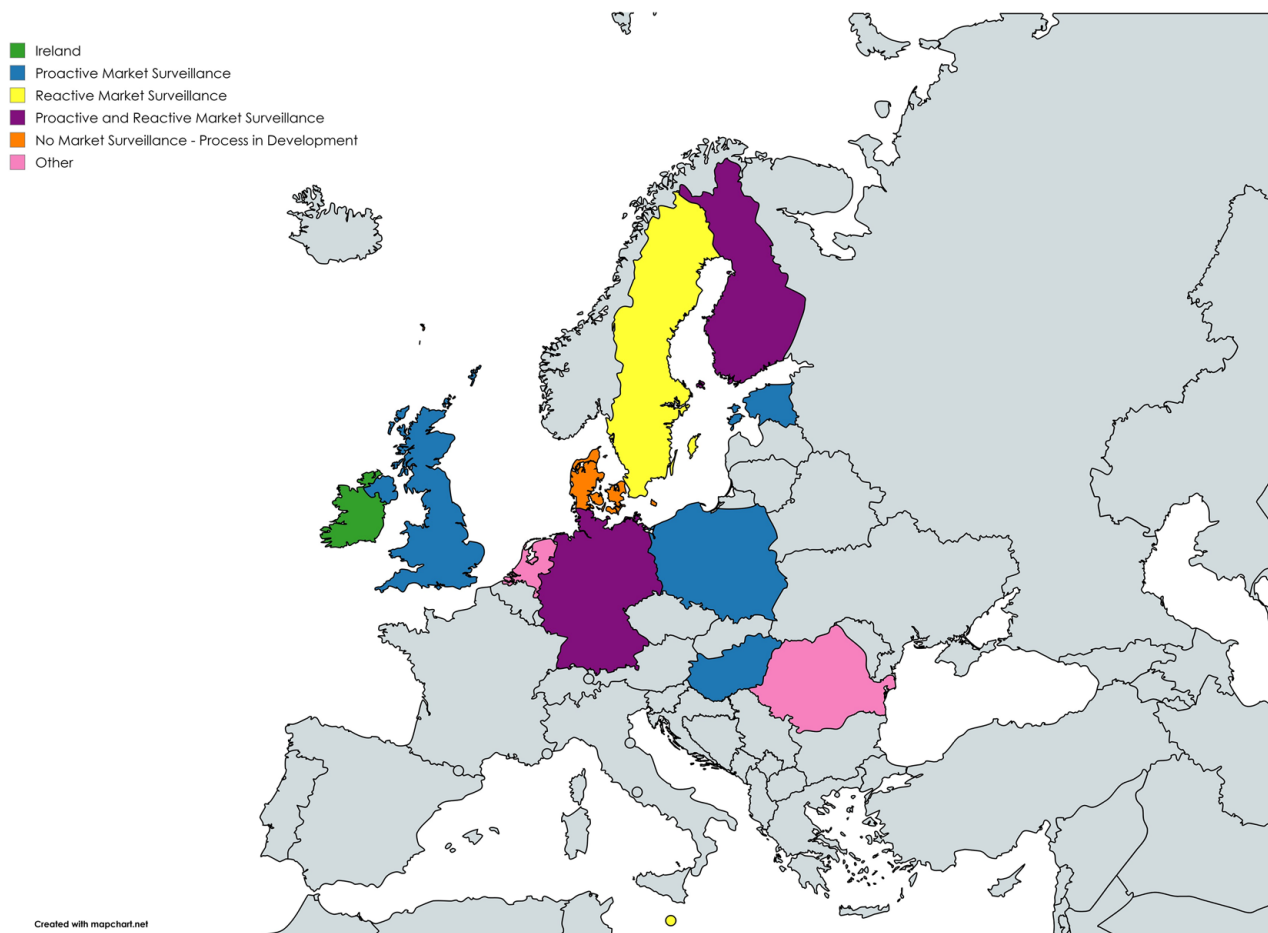 Ireland
Proactive Market Surveillance
Reactive Market Surveillance
Proactive and Reactive Market Surveillance
No Market Surveillance - Process in Development
Other
Created with mapchart.net